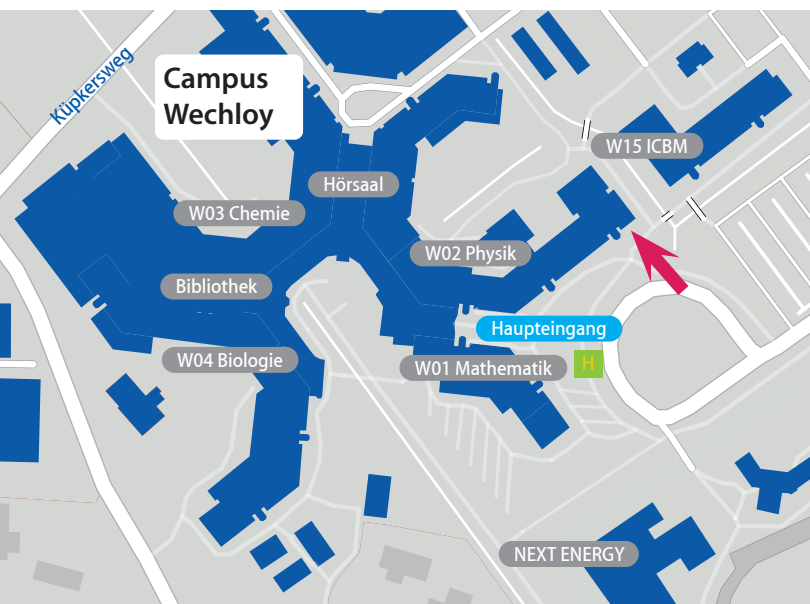 Küpkersweg
Campus
Wechloy
W15 ICBM
Hörsaal
W03 Chemie
W02 Physik
Bibliothek
Haupteingang
W04 Biologie
W01 Mathematik
H
NEXT ENERGY